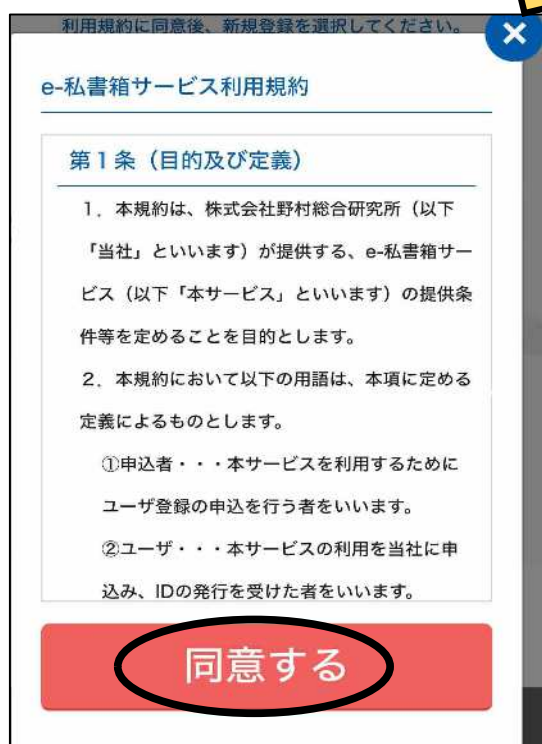 利用規約に同意後、新規登録を選択してください。
×
e-私書箱サービス利用規約
第1条（目的及び定義）
1．本規約は、株式会社野村総合研究所（以下
「当社」といいます）が提供する、e-私書箱サー
ビス（以下「本サービス」といいます）の提供条
件等を定めることを目的とします。
2．本規約において以下の用語は、本項に定める
定義によるものとします。
①申込者・・・本サービスを利用するために
ユーザ登録の申込を行う者をいいます。
②ユーザ・・・本サービスの利用を当社に申
込み、IDの発行を受けた者をいいます。
同意する